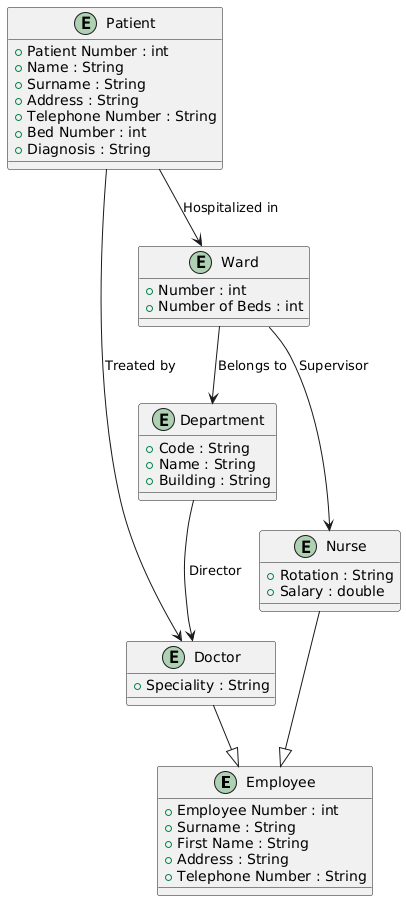 E Patient
Patient Number : int
Name : String
Surname : String
Address : String
Telephone Number : String
Bed Number : int
Diagnosis : String
Hospitalized in
E Ward
Number : int
Number of Beds : int
Treated by
Belongs to
Supervisor
E Department
Code : String
Name : String
Building : String
E Nurse
Rotation : String
Salary : double
Director
E Doctor
Speciality : String
E Employee
Employee Number : int
Surname : String
First Name : String
Address : String
Telephone Number : String